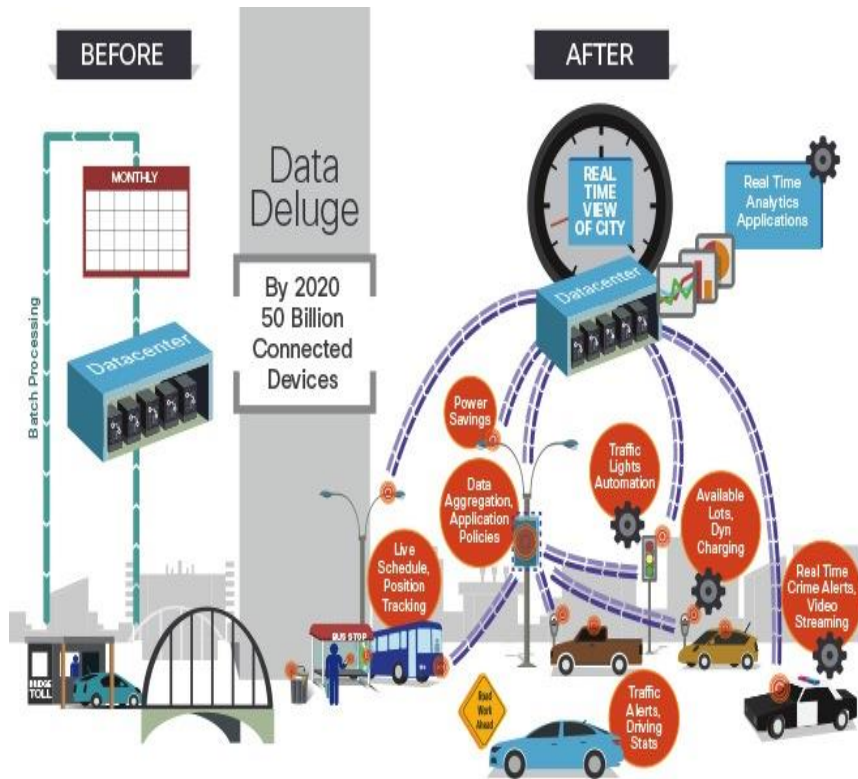 BEFORE
MONTHLY
Batch Processing
Datacenter
BRIDGE
TOLL
Data
Deluge
By 2020
50 Billion
Connected
Devices
AFTER
REAL
TIME
VIEW
OF CITY
Real Time
Analytics
Applications
Datacenter
Power
Savings
Data
Aggregation,
Application
Policies
Traffic
Lights
Automation
Available
Lots,
Dyn
Charging
Live
Schedule,
Position
Tracking
Real Time
Crime Alerts,
Video
Streaming
BUS STOP
Road
Work
Ahead
Traffic
Alerts,
Driving
Stats